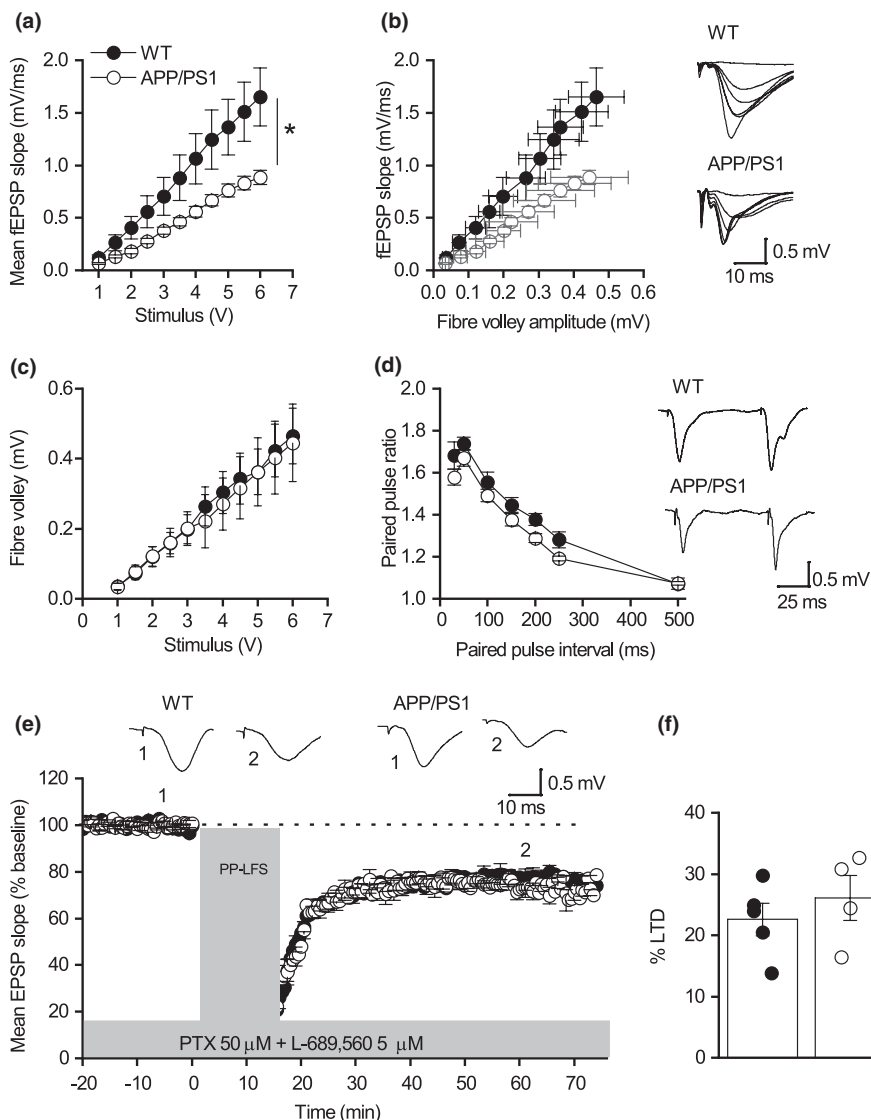 (a)
WT
APP/PS1
Mean fEPSP slope (mV/ms)
2.0
1.5
1.0
0.5
0.0
*
1 2 3 4 5 6 7
Stimulus (V)
(b)
fEPSP slope (mV/ms)
2.0
1.5
1.0
0.5
0.0
0.0 0.1 0.2 0.3 0.4 0.5 0.6
Fibre volley amplitude (mV)
WT
APP/PS1
0.5 mV
10 ms
(c)
Fibre volley (mV)
0.6
0.4
0.2
0.0
0 1 2 3 4 5 6 7
Stimulus (V)
(d)
Paired pulse ratio
2.0
1.8
1.6
1.4
1.2
1.0
0 100 200 300 400 500
Paired pulse interval (ms)
WT
APP/PS1
0.5 mV
25 ms
(e)
WT
APP/PS1
1
2
1
2
0.5 mV
10 ms
Mean EPSP slope (% baseline)
120
100
80
60
40
20
0
1
PP-LFS
2
PTX 50 µM + L-689,560 5 µM
-20 -10 0 10 20 30 40 50 60 70
Time (min)
(f)
% LTD
40
30
20
10
0